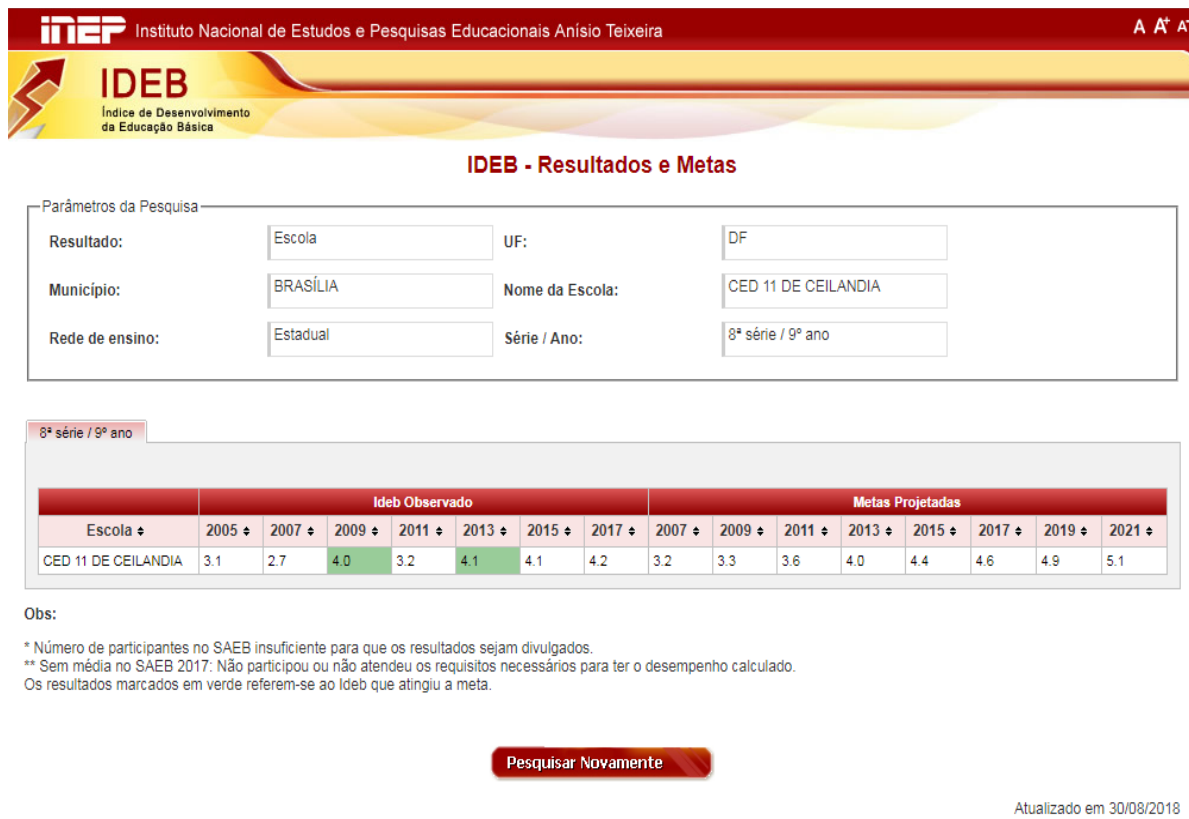 inep Instituto Nacional de Estudos e Pesquisas Educacionais Anísio Teixeira A A+ A
IDEB
Índice de Desenvolvimento
da Educação Básica
IDEB - Resultados e Metas
Parâmetros da Pesquisa
Resultado: Escola UF: DF
Município: BRASÍLIA Nome da Escola: CED 11 DE CEILANDIA
Rede de ensino: Estadual Série / Ano: 8ª série / 9º ano
8ª série / 9º ano
Ideb Observado Metas Projetadas
Escola 2005 2007 2009 2011 2013 2015 2017 2007 2009 2011 2013 2015 2017 2019 2021
CED 11 DE CEILANDIA 3.1 2.7 4.0 3.2 4.1 4.1 4.2 3.2 3.3 3.6 4.0 4.4 4.6 4.9 5.1
Obs:
* Número de participantes no SAEB insuficiente para que os resultados sejam divulgados.
** Sem média no SAEB 2017: Não participou ou não atendeu os requisitos necessários para ter o desempenho calculado.
Os resultados marcados em verde referem-se ao Ideb que atingiu a meta.
Pesquisar Novamente
Atualizado em 30/08/2018